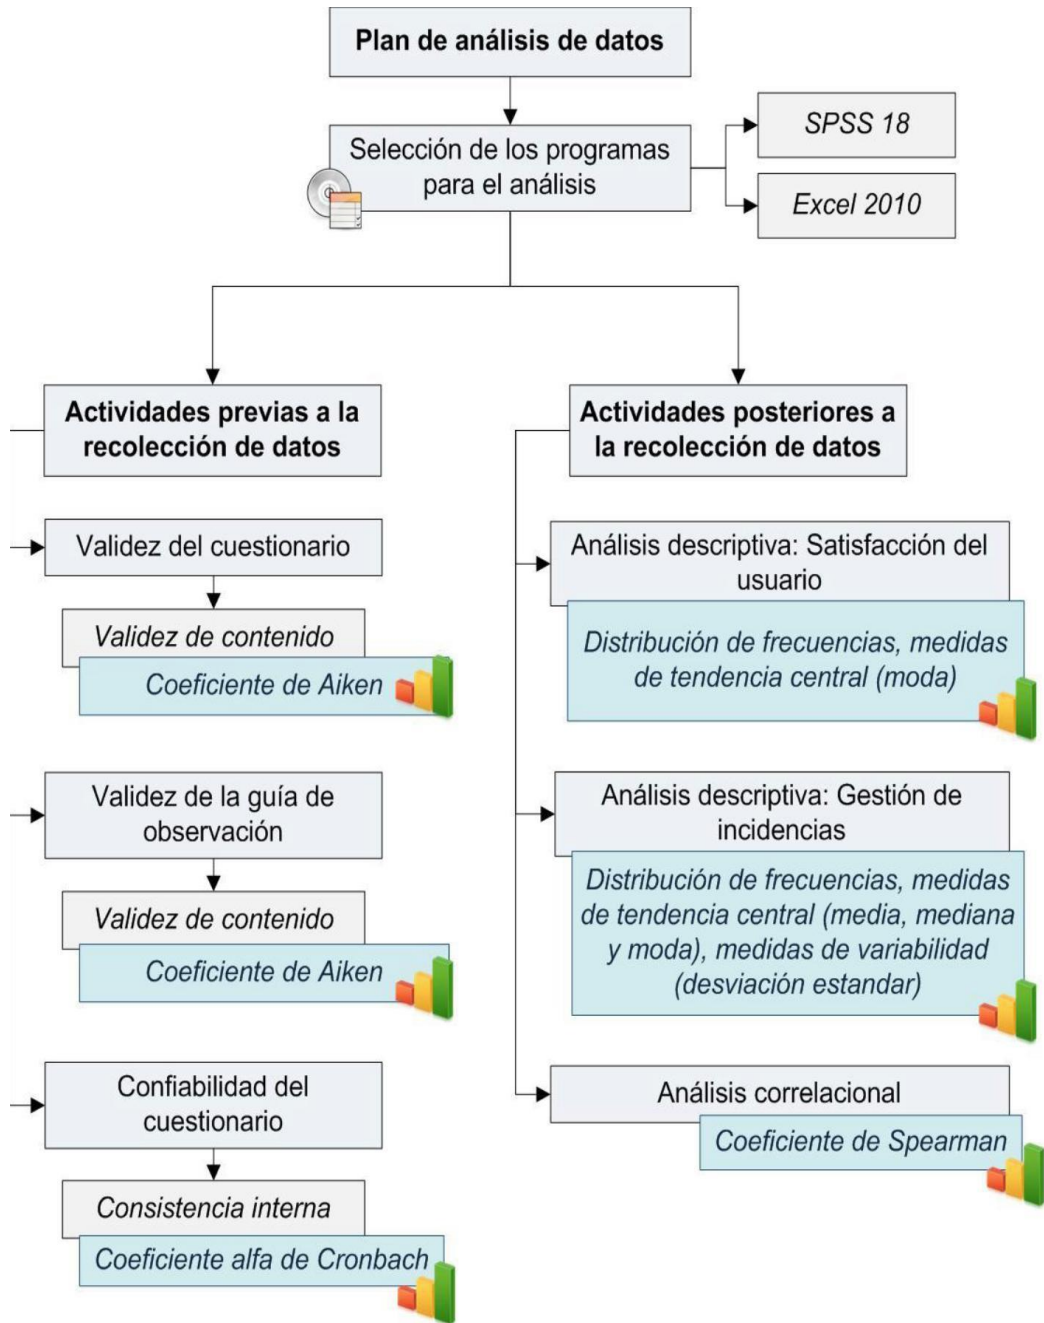 Plan de análisis de datos
Selección de los programas
para el análisis
SPSS 18
Excel 2010
Actividades previas a la
recolección de datos
Validez del cuestionario
Validez de contenido
Coeficiente de Aiken
Validez de la guía de
observación
Validez de contenido
Coeficiente de Aiken
Confiabilidad del
cuestionario
Consistencia interna
Coeficiente alfa de Cronbach
Actividades posteriores a
la recolección de datos
Análisis descriptiva: Satisfacción del
usuario
Distribución de frecuencias, medidas
de tendencia central (moda)
Análisis descriptiva: Gestión de
incidencias
Distribución de frecuencias, medidas
de tendencia central (media, mediana
y moda), medidas de variabilidad
(desviación estandar)
Análisis correlacional
Coeficiente de Spearman